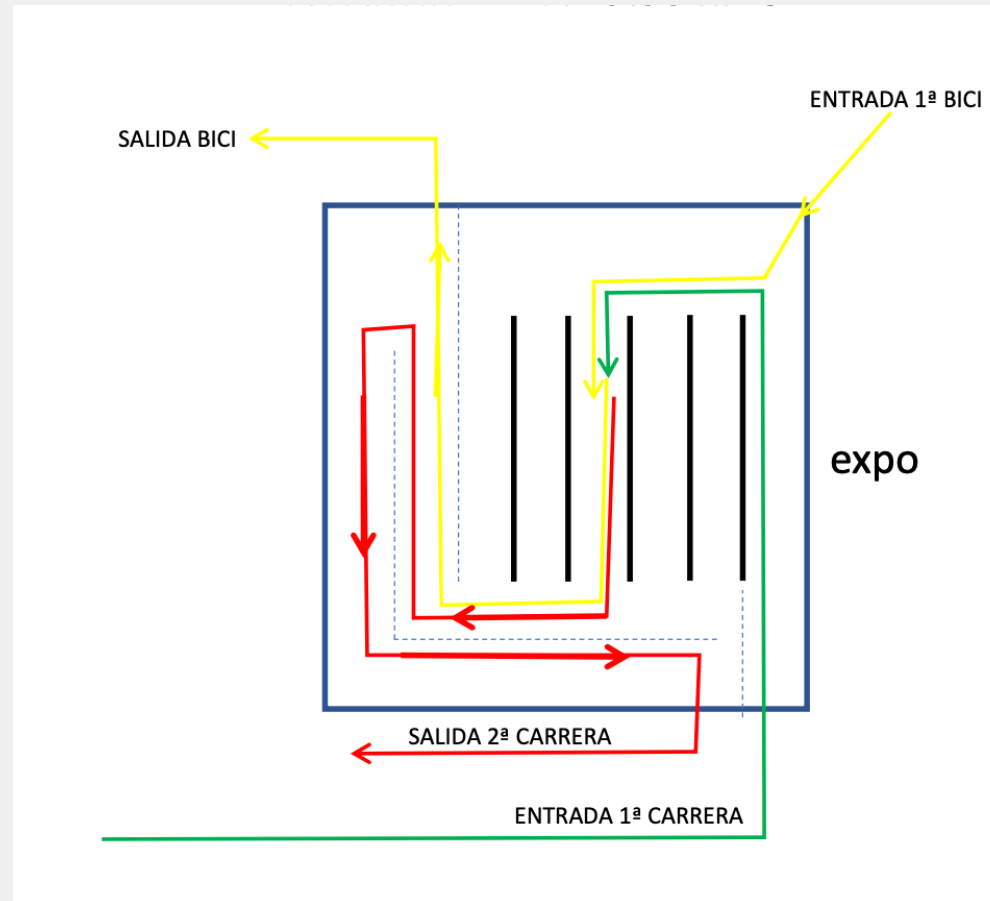 ENTRADA 1ª BICI
SALIDA BICI
expo
SALIDA 2ª CARRERA
ENTRADA 1ª CARRERA